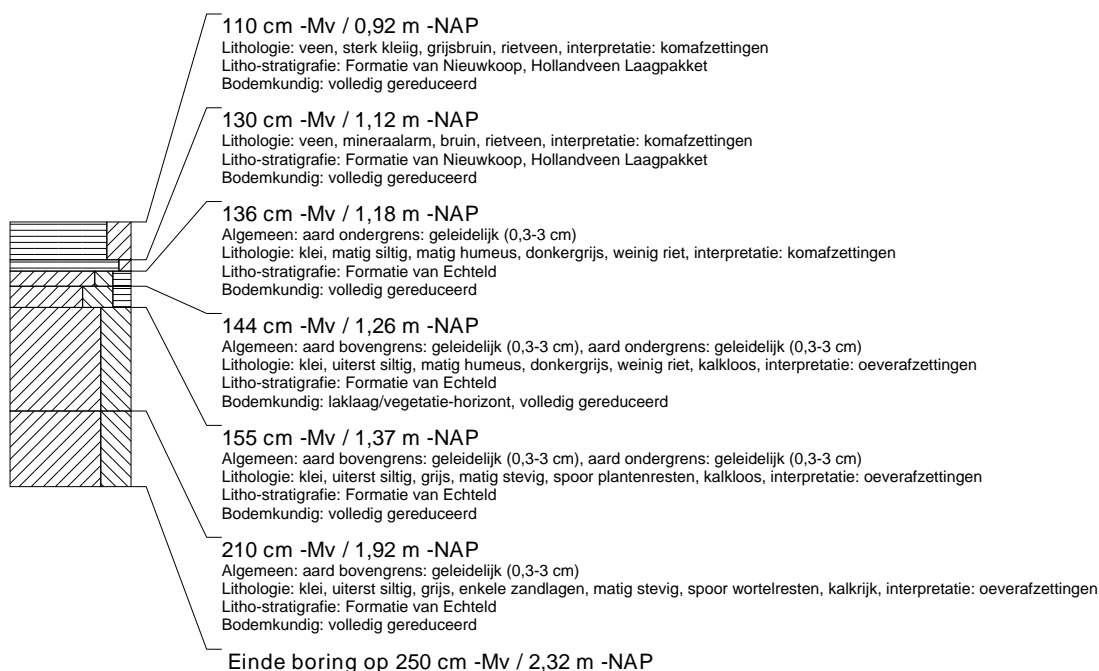 110 cm -Mv / 0,92 m -NAP
Lithologie: veen, sterk kleiig, grijsbruin, rietveen, interpretatie: komafzettingen
Litho-stratigrafie: Formatie van Nieuwkoop, Hollandveen Laagpakket
Bodemkundig: volledig gereduceerd
130 cm -Mv / 1,12 m -NAP
Lithologie: veen, mineraalarm, bruin, rietveen, interpretatie: komafzettingen
Litho-stratigrafie: Formatie van Nieuwkoop, Hollandveen Laagpakket
Bodemkundig: volledig gereduceerd
136 cm -Mv / 1,18 m -NAP
Algemeen: aard ondergrens: geleidelijk (0,3-3 cm)
Lithologie: klei, matig siltig, matig humeus, donkergrijs, weinig riet, interpretatie: komafzettingen
Litho-stratigrafie: Formatie van Echteld
Bodemkundig: volledig gereduceerd
144 cm -Mv / 1,26 m -NAP
Algemeen: aard bovengrens: geleidelijk (0,3-3 cm), aard ondergrens: geleidelijk (0,3-3 cm)
Lithologie: klei, uiterst siltig, matig humeus, donkergrijs, weinig riet, kalkloos, interpretatie: oeverafzettingen
Litho-stratigrafie: Formatie van Echteld
Bodemkundig: laklaag/vegetatie-horizont, volledig gereduceerd
155 cm -Mv / 1,37 m -NAP
Algemeen: aard bovengrens: geleidelijk (0,3-3 cm), aard ondergrens: geleidelijk (0,3-3 cm)
Lithologie: klei, uiterst siltig, grijs, matig stevig, spoor plantenresten, kalkloos, interpretatie: oeverafzettingen
Litho-stratigrafie: Formatie van Echteld
Bodemkundig: volledig gereduceerd
210 cm -Mv / 1,92 m -NAP
Algemeen: aard bovengrens: geleidelijk (0,3-3 cm)
Lithologie: klei, uiterst siltig, grijs, enkele zandlagen, matig stevig, spoor wortelresten, kalkrijk, interpretatie: oeverafzettingen
Litho-stratigrafie: Formatie van Echteld
Bodemkundig: volledig gereduceerd
Einde boring op 250 cm -Mv / 2,32 m -NAP